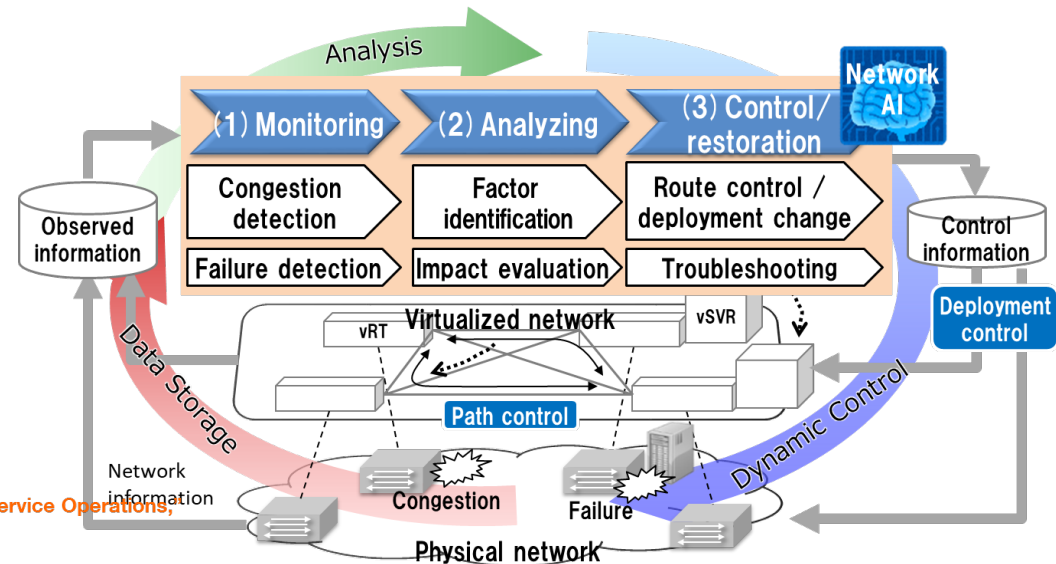 Analysis
Network
AI
(1) Monitoring
(2) Analyzing
(3) Control/
restoration
Congestion
detection
Factor
identification
Route control /
deployment change
Observed
information
Control
information
Failure detection
Impact evaluation
Troubleshooting
Deployment
control
Virtualized network
vRT
vSVR
Path control
Data Storage
Dynamic Control
Network
information
ervice Operations,"
Congestion
Failure
Physical network